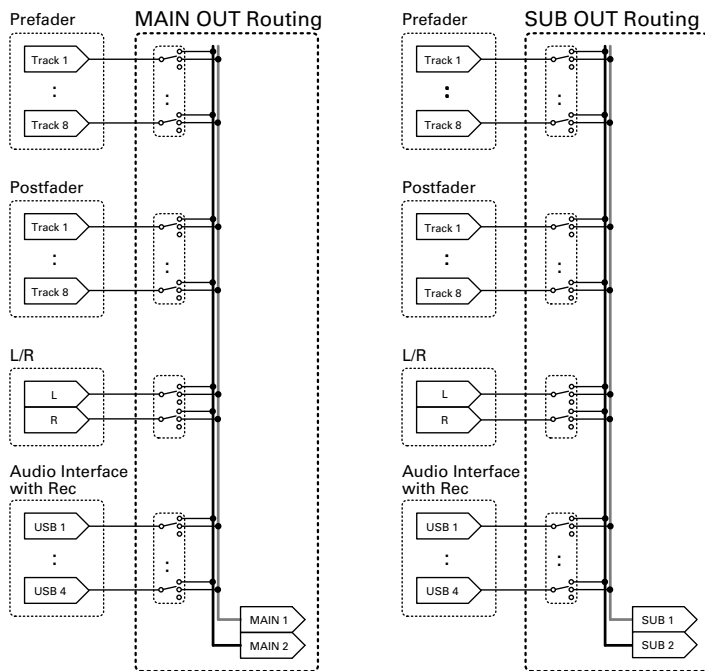 Prefader
MAIN OUT Routing
Track 1
:
:
Track 8
Postfader
Track 1
:
:
Track 8
L/R
L
R
Audio Interface
with Rec
USB 1
:
:
USB 4
MAIN 1
MAIN 2
Prefader
SUB OUT Routing
Track 1
:
:
Track 8
Postfader
Track 1
:
:
Track 8
L/R
L
R
Audio Interface
with Rec
USB 1
:
:
USB 4
SUB 1
SUB 2